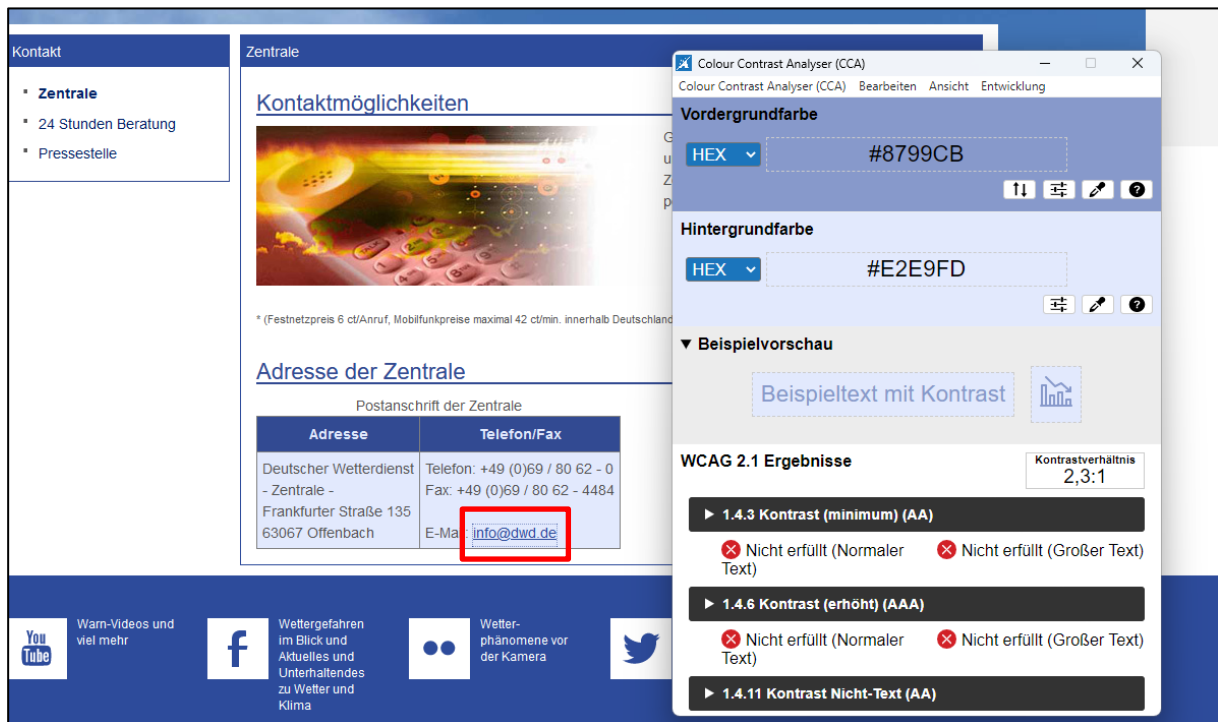 Kontakt
Zentrale
24 Stunden Beratung
Pressestelle
Zentrale
Kontaktmöglichkeiten
* (Festnetzpreis 6 ct/Anruf, Mobilfunkpreise maximal 42 ct/min. innerhalb Deutschland
Adresse der Zentrale
Postanschrift der Zentrale
Adresse Telefon/Fax
Deutscher Wetterdienst Telefon: +49 (0)69 / 80 62 - 0
- Zentrale - Fax: +49 (0)69 / 80 62 - 4484
Frankfurter Straße 135
63067 Offenbach E-Mai: info@dwd.de
You
Tube
Warn-Videos und
viel mehr
f
Wettergefahren
im Blick und
Aktuelles und
Unterhaltendes
zu Wetter und
Klima
Wetter-
phänomene vor
der Kamera
Colour Contrast Analyser (CCA)
Colour Contrast Analyser (CCA) Bearbeiten Ansicht Entwicklung
Vordergrundfarbe
HEX #8799CB
Hintergrundfarbe
HEX #E2E9FD
Beispielvorschau
Beispieltext mit Kontrast
WCAG 2.1 Ergebnisse
Kontrastverhältnis
2,3:1
1.4.3 Kontrast (minimum) (AA)
Nicht erfüllt (Normaler Text)
Nicht erfüllt (Großer Text)
1.4.6 Kontrast (erhöht) (AAA)
Nicht erfüllt (Normaler Text)
Nicht erfüllt (Großer Text)
1.4.11 Kontrast Nicht-Text (AA)